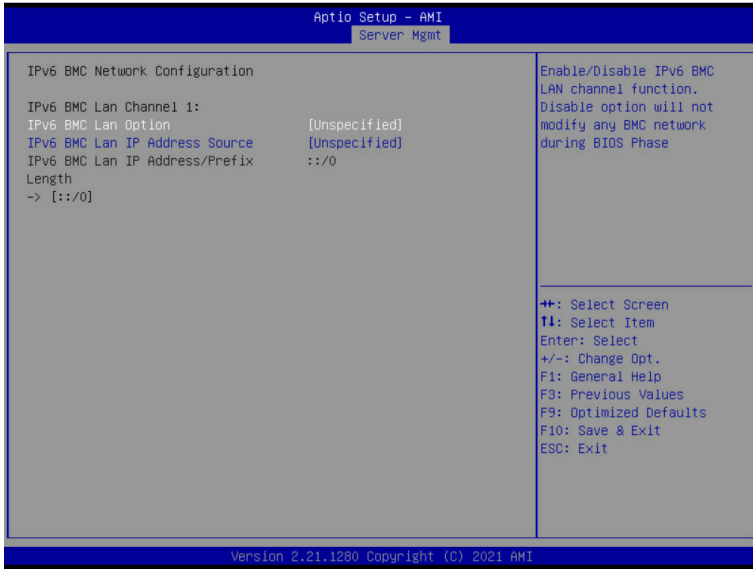 Aptio Setup – AMI
Server Mgmt
IPv6 BMC Network Configuration
IPv6 BMC Lan Channel 1:
IPv6 BMC Lan Option [Unspecified]
IPv6 BMC Lan IP Address Source [Unspecified]
IPv6 BMC Lan IP Address/Prefix ::/0
Length
-> [::/0]
Enable/Disable IPv6 BMC
LAN channel function.
Disable option will not
modify any BMC network
during BIOS Phase
→←: Select Screen
↑↓: Select Item
Enter: Select
+/-: Change Opt.
F1: General Help
F3: Previous Values
F9: Optimized Defaults
F10: Save & Exit
ESC: Exit
Version 2.21.1280 Copyright (C) 2021 AMI